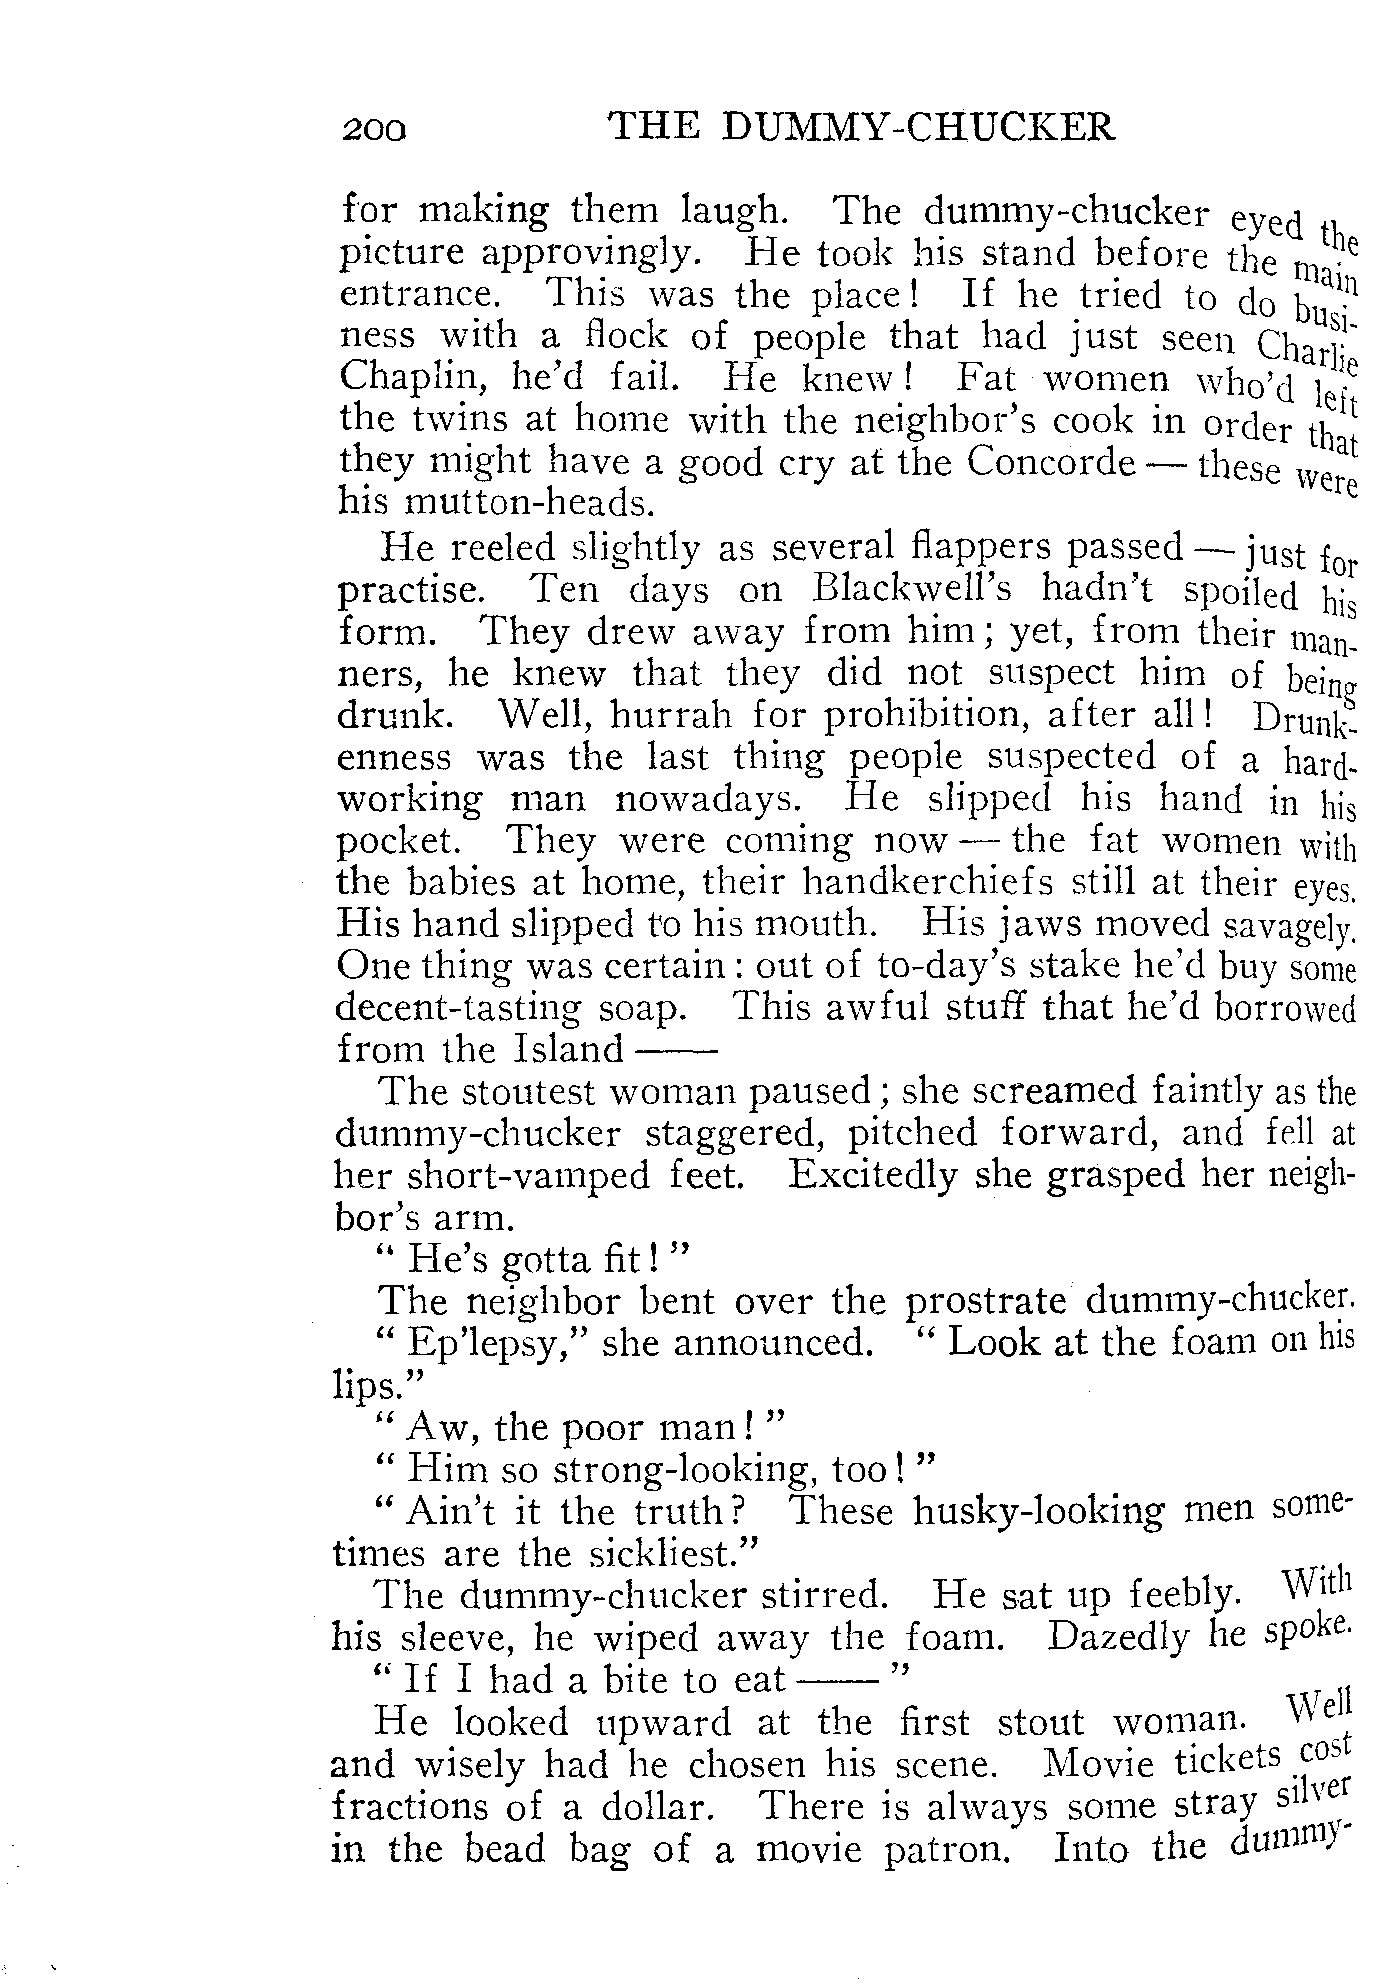 200 THE DUMMY-CHUCKER
for making them laugh. The dummy-chucker eyed the
picture approvingly. He took his stand before the main
entrance. This was the place! If he tried to do busi-
ness with a flock of people that had just seen Charlie
Chaplin, he'd fail. He knew! Fat women who'd left
the twins at home with the neighbor's cook in order that
they might have a good cry at the Concorde — these were
his mutton-heads.
He reeled slightly as several flappers passed — just for
practise. Ten days on Blackwell's hadn't spoiled his
form. They drew away from him; yet, from their man-
ners, he knew that they did not suspect him of being
drunk. Well, hurrah for prohibition, after all! Drunk-
enness was the last thing people suspected of a hard-
working man nowadays. He slipped his hand in his
pocket. They were coming now — the fat women with
the babies at home, their handkerchiefs still at their eyes.
His hand slipped to his mouth. His jaws moved savagely.
One thing was certain: out of to-day's stake he'd buy some
decent-tasting soap. This awful stuff that he'd borrowed
from the Island ——
The stoutest woman paused; she screamed faintly as the
dummy-chucker staggered, pitched forward, and fell at
her short-vamped feet. Excitedly she grasped her neigh-
bor's arm.
" He's gotta fit! "
The neighbor bent over the prostrate dummy-chucker.
" Ep'lepsy," she announced. " Look at the foam on his
lips."
" Aw, the poor man! "
" Him so strong-looking, too! "
" Ain't it the truth? These husky-looking men some-
times are the sickliest."
The dummy-chucker stirred. He sat up feebly. With
his sleeve, he wiped away the foam. Dazedly he spoke.
" If I had a bite to eat —— "
He looked upward at the first stout woman. Well
and wisely had he chosen his scene. Movie tickets cost
fractions of a dollar. There is always some stray silver
in the bead bag of a movie patron. Into the dummy-